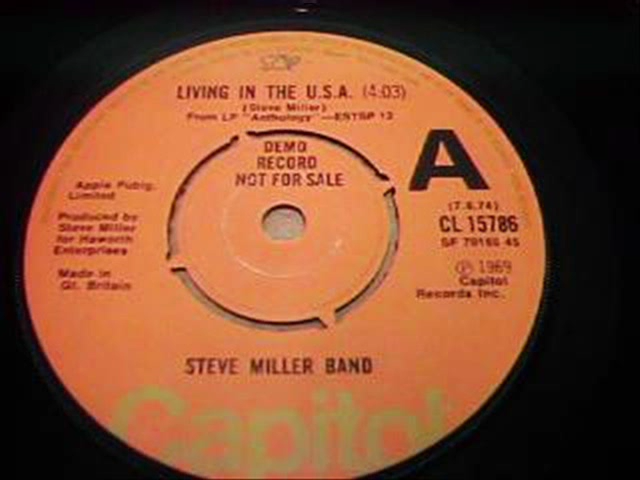 LIVING IN THE U.S.A. (4.03)
(Steve Miller)
From LP "Anthology"—ESTSP 12
DEMO
RECORD
NOT FOR SALE
A
Apple Pubig.
Limited
Produced by
Steve Miller
for Haworth
Enterprises
Made in
Gt. Britain
(7.6.74)
CL 15786
SF 79166 45
℗ 1969
Capitol
Records Inc.
STEVE MILLER BAND
Capitol